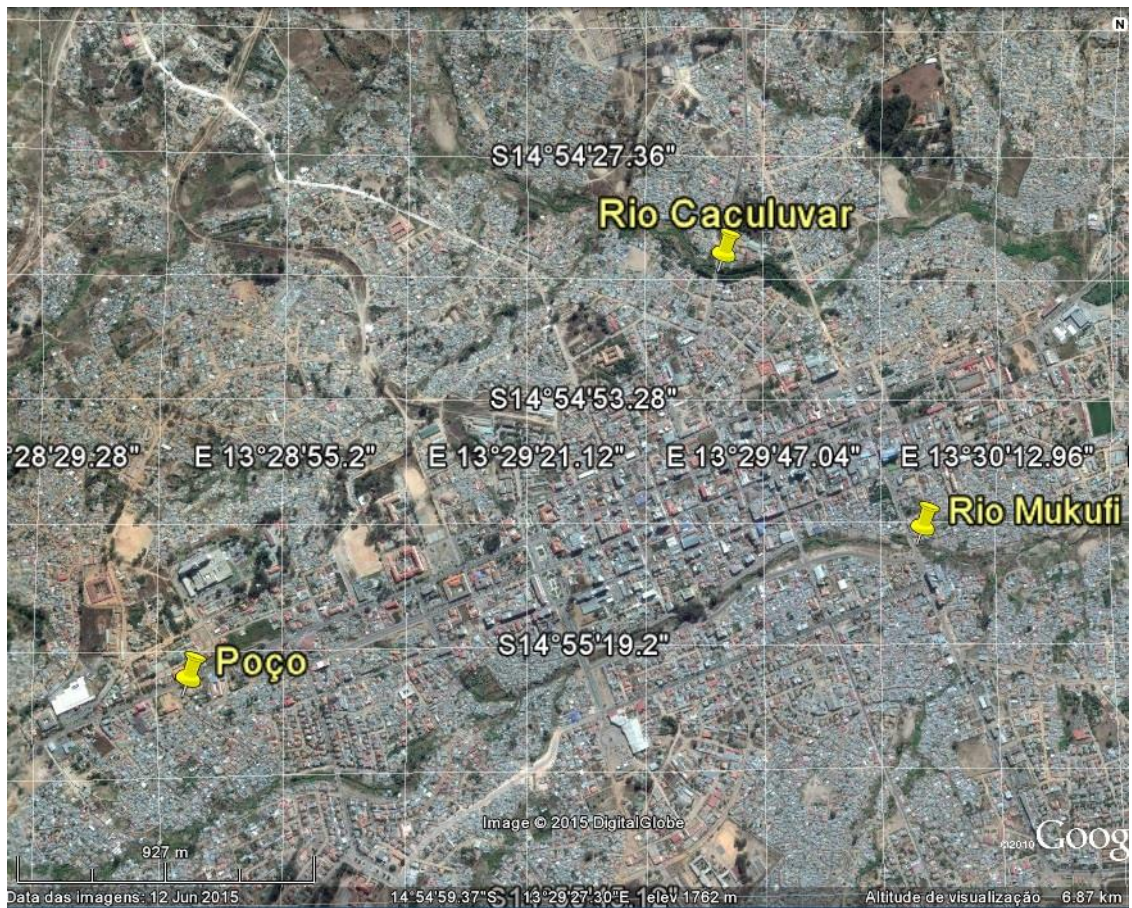 N
S14°54'27.36"
Rio Caculuvar
S14°54'53.28"
°28'29.28" E 13°28'55.2" E 13°29'21.12" E 13°29'47.04" E 13°30'12.96"
Rio Mukufi
Poço
S14°55'19.2"
Image © 2015 DigitalGlobe
©2010 Goog
927 m
Data das imagens: 12 Jun 2015 14°54'59.37"S 13°29'27.30"E elev 1762 m Altitude de visualização 6.87 km